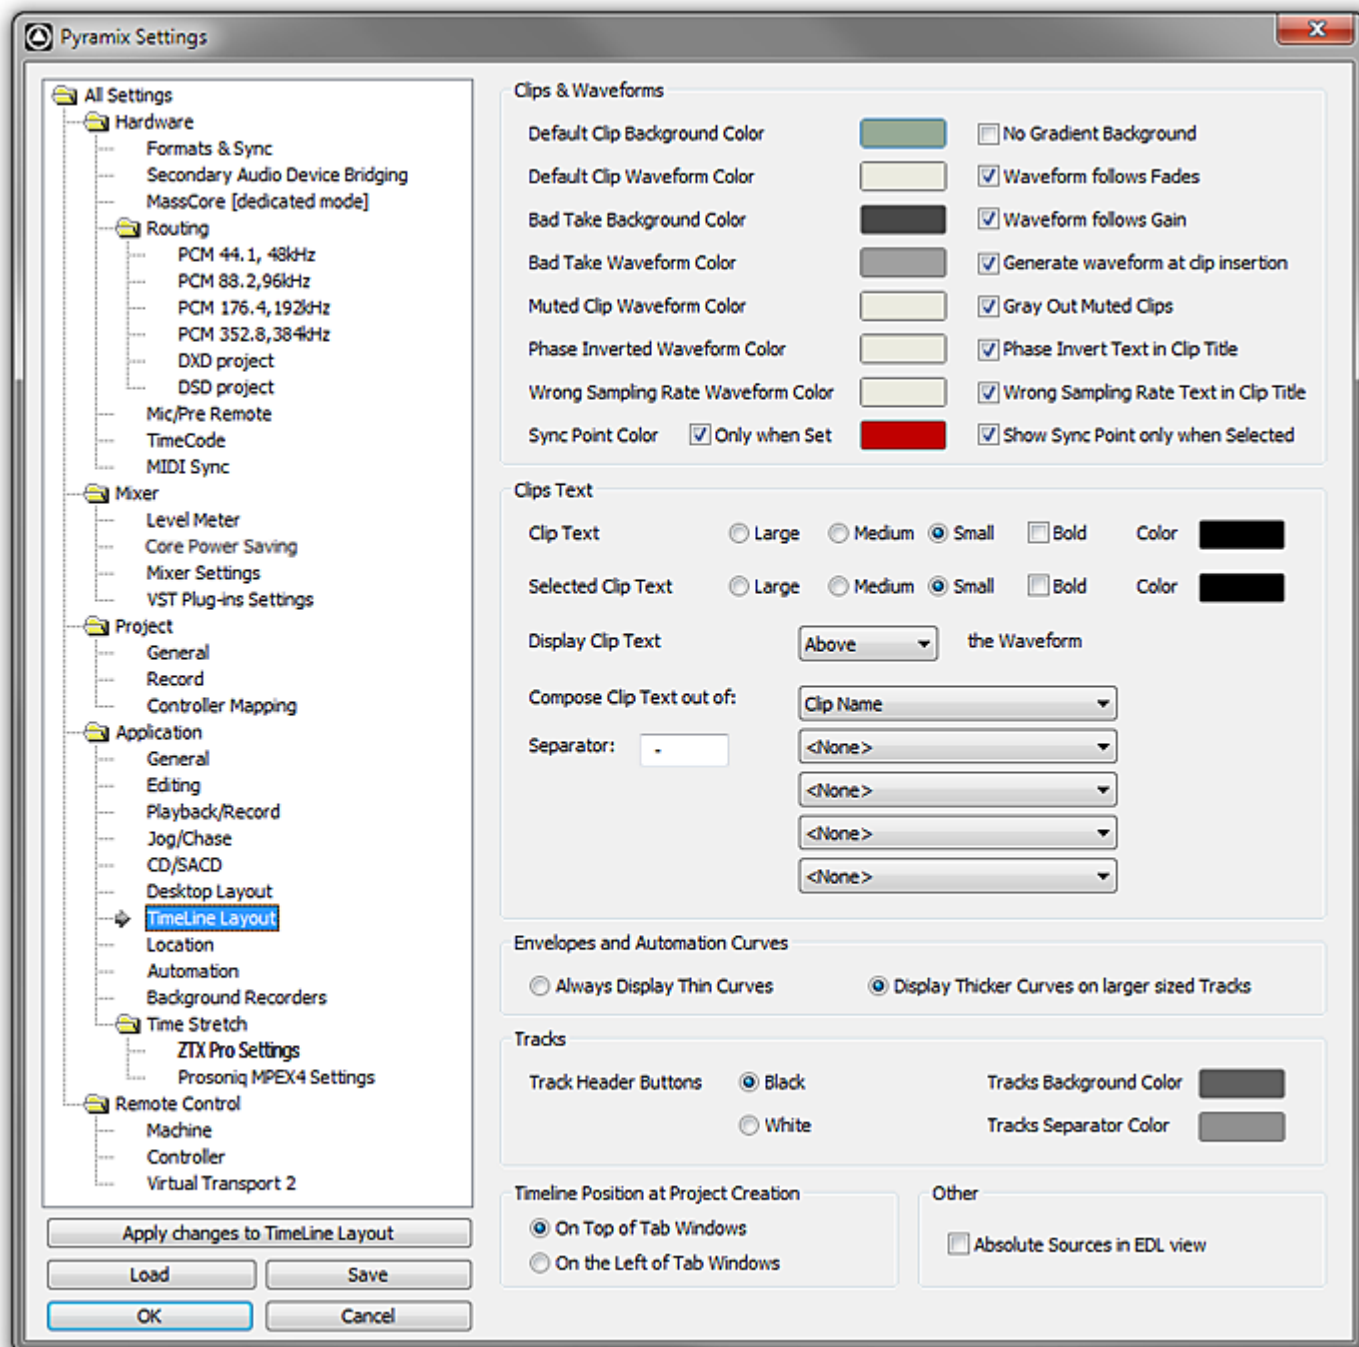 Pyramix Settings
All Settings
Hardware
Formats & Sync
Secondary Audio Device Bridging
MassCore [dedicated mode]
Routing
PCM 44.1, 48kHz
PCM 88.2,96kHz
PCM 176.4,192kHz
PCM 352.8,384kHz
DXD project
DSD project
Mic/Pre Remote
TimeCode
MIDI Sync
Mixer
Level Meter
Core Power Saving
Mixer Settings
VST Plug-ins Settings
Project
General
Record
Controller Mapping
Application
General
Editing
Playback/Record
Jog/Chase
CD/SACD
Desktop Layout
TimeLine Layout
Location
Automation
Background Recorders
Time Stretch
ZTX Pro Settings
Prosoniq MPEX4 Settings
Remote Control
Machine
Controller
Virtual Transport 2
Apply changes to TimeLine Layout
Load Save
OK Cancel
Clips & Waveforms
Default Clip Background Color No Gradient Background
Default Clip Waveform Color Waveform follows Fades
Bad Take Background Color Waveform follows Gain
Bad Take Waveform Color Generate waveform at clip insertion
Muted Clip Waveform Color Gray Out Muted Clips
Phase Inverted Waveform Color Phase Invert Text in Clip Title
Wrong Sampling Rate Waveform Color Wrong Sampling Rate Text in Clip Title
Sync Point Color Only when Set Show Sync Point only when Selected
Clips Text
Clip Text Large Medium Small Bold Color
Selected Clip Text Large Medium Small Bold Color
Display Clip Text Above the Waveform
Compose Clip Text out of: Clip Name
Separator: - <None>
<None>
<None>
<None>
Envelopes and Automation Curves
Always Display Thin Curves Display Thicker Curves on larger sized Tracks
Tracks
Track Header Buttons Black Tracks Background Color
White Tracks Separator Color
Timeline Position at Project Creation
On Top of Tab Windows
On the Left of Tab Windows
Other
Absolute Sources in EDL view